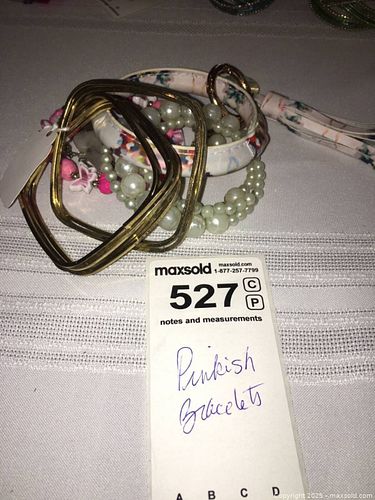 maxsold maxsold.com
1-877-257-7799
527 C
P
notes and measurements
Pinkish
Bracelets
A B C D
copyright 2025 - maxsold.com